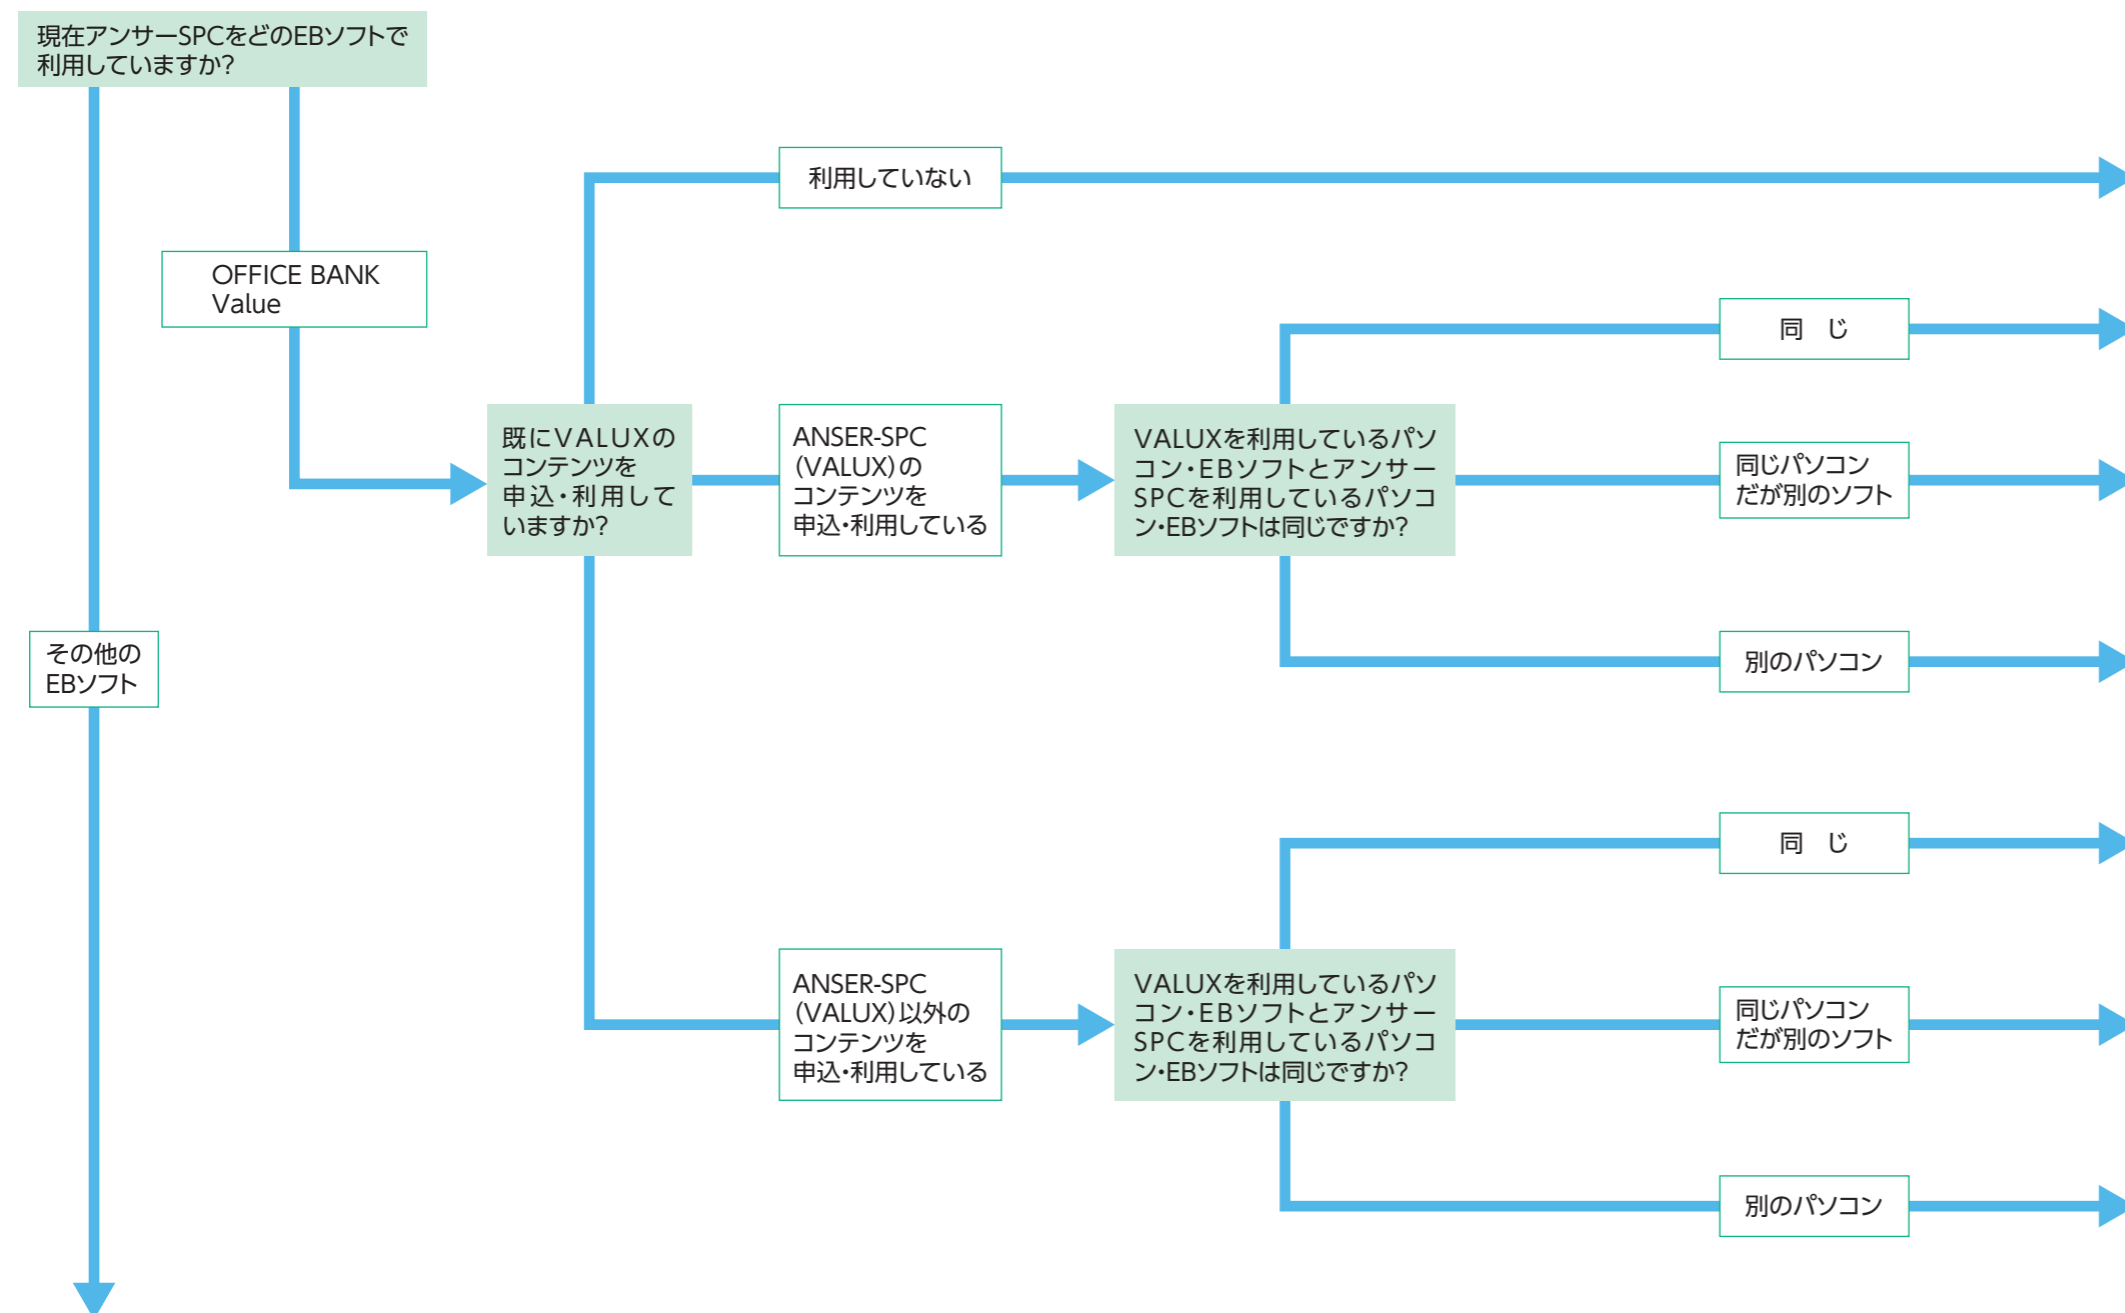 現在アンサーSPCをどのEBソフトで
利用していますか?
利用していない
OFFICE BANK
Value
同 じ
既にVALUXの
コンテンツを
申込・利用して
いますか?
ANSER-SPC
(VALUX)の
コンテンツを
申込・利用している
VALUXを利用しているパソ
コン・EBソフトとアンサー
SPCを利用しているパソコ
ン・EBソフトは同じですか?
同じパソコン
だが別のソフト
別のパソコン
その他の
EBソフト
同 じ
ANSER-SPC
(VALUX)以外の
コンテンツを
申込・利用している
VALUXを利用しているパソ
コン・EBソフトとアンサー
SPCを利用しているパソコ
ン・EBソフトは同じですか?
同じパソコン
だが別のソフト
別のパソコン